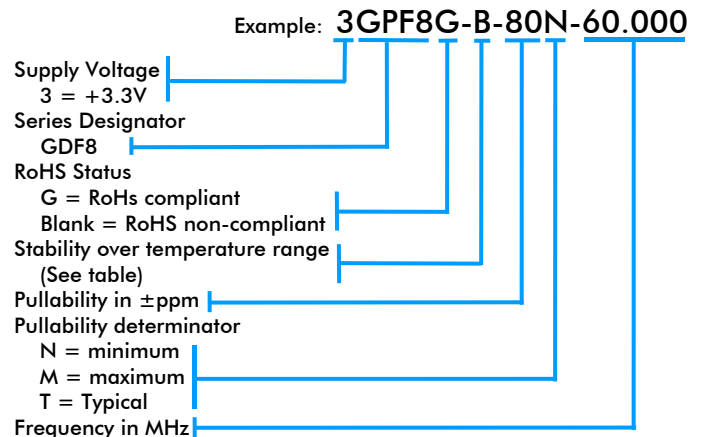 Example: 3GPF8G-B-80N-60.000
Supply Voltage
3 = +3.3V
Series Designator
GDF8
RoHS Status
G = RoHs compliant
Blank = RoHS non-compliant
Stability over temperature range
(See table)
Pullability in ±ppm
Pullability determinator
N = minimum
M = maximum
T = Typical
Frequency in MHz